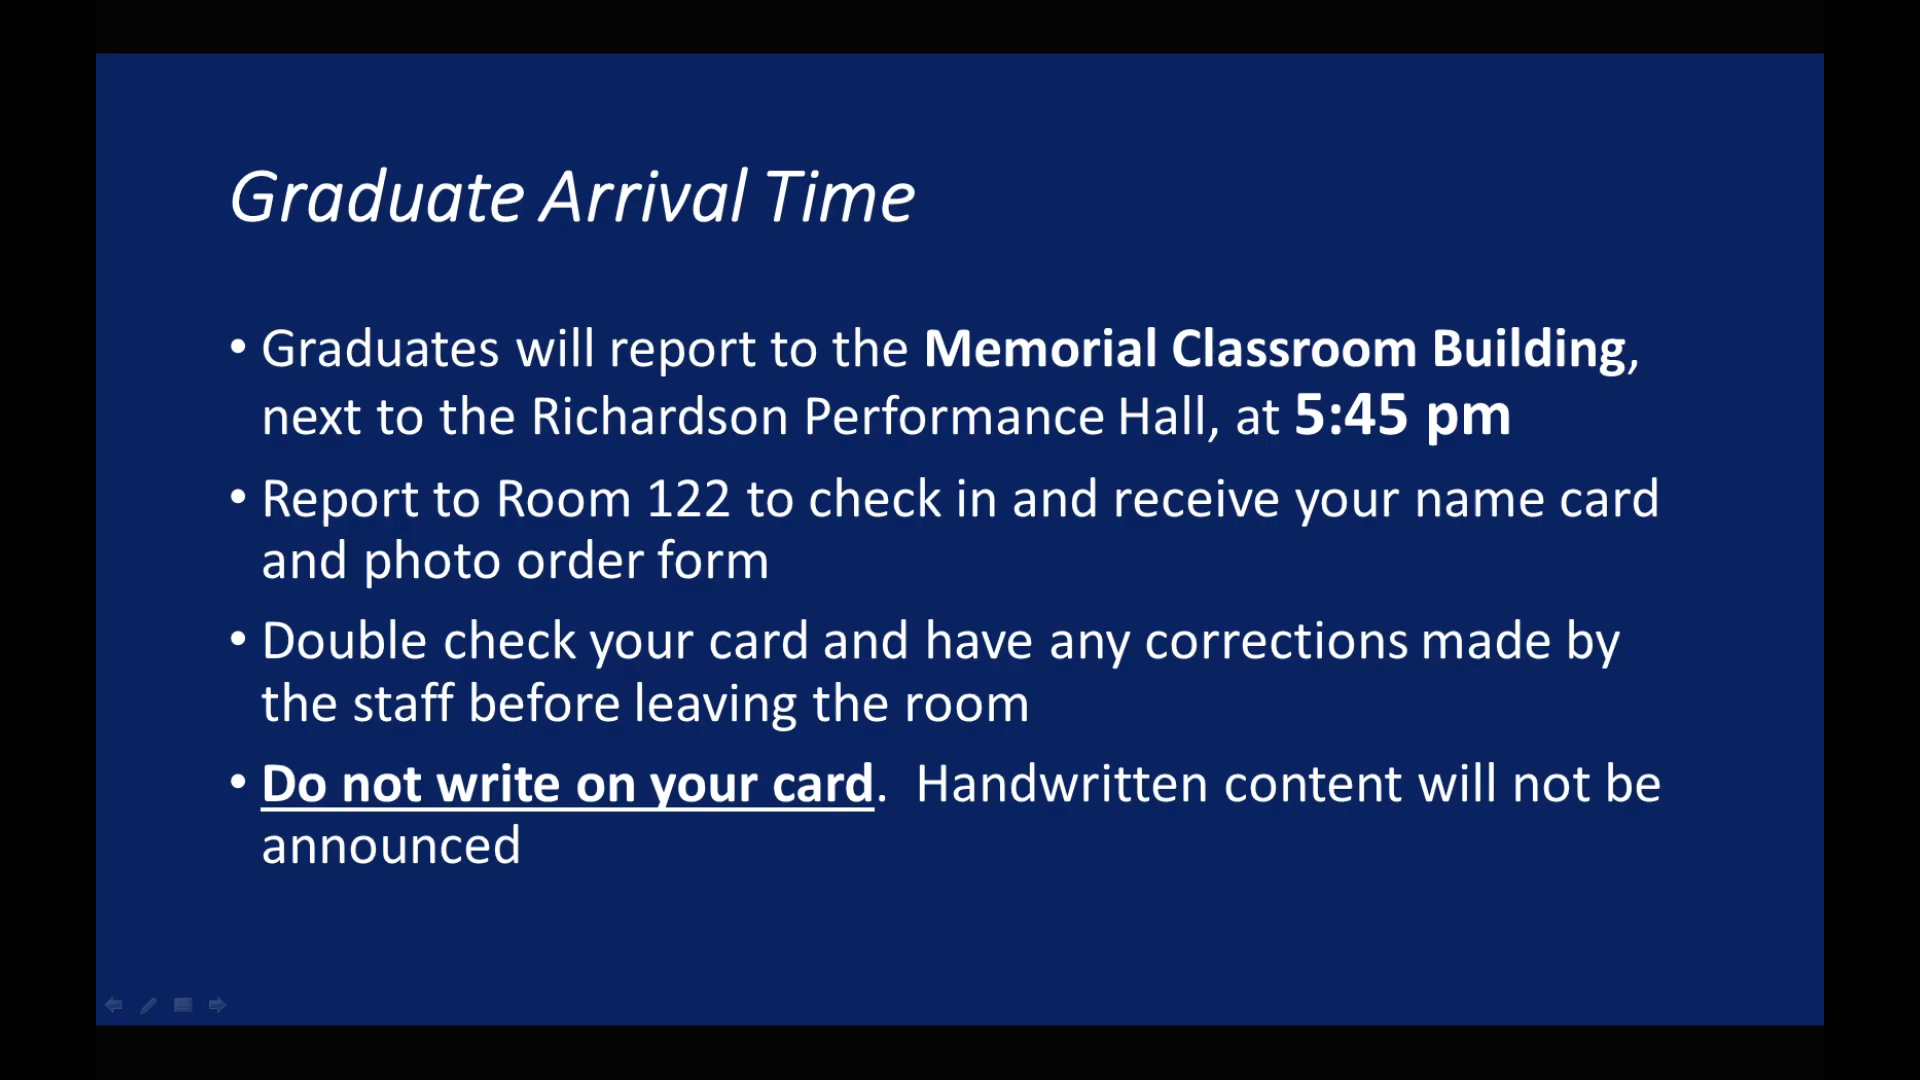 Graduate Arrival Time
• Graduates will report to the Memorial Classroom Building,
next to the Richardson Performance Hall, at 5:45 pm
• Report to Room 122 to check in and receive your name card
and photo order form
• Double check your card and have any corrections made by
the staff before leaving the room
• Do not write on your card.  Handwritten content will not be
announced